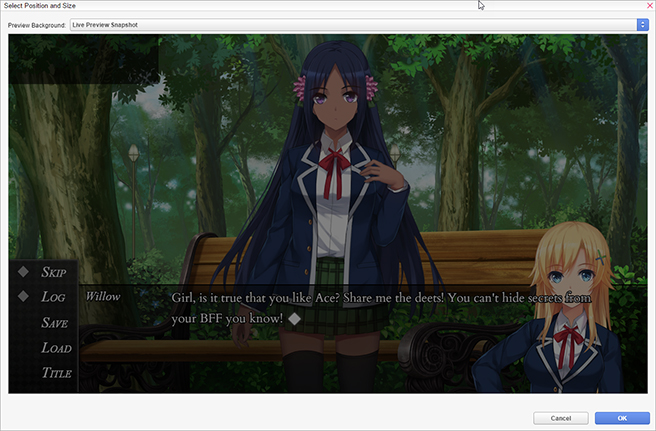 Select Position and Size
Preview Background: Live Preview Snapshot
SKIP
LOG
SAVE
LOAD
TITLE
Willow
Girl, is it true that you like Ace? Share me the deets! You can't hide secrets from
your BFF you know!
Cancel
OK